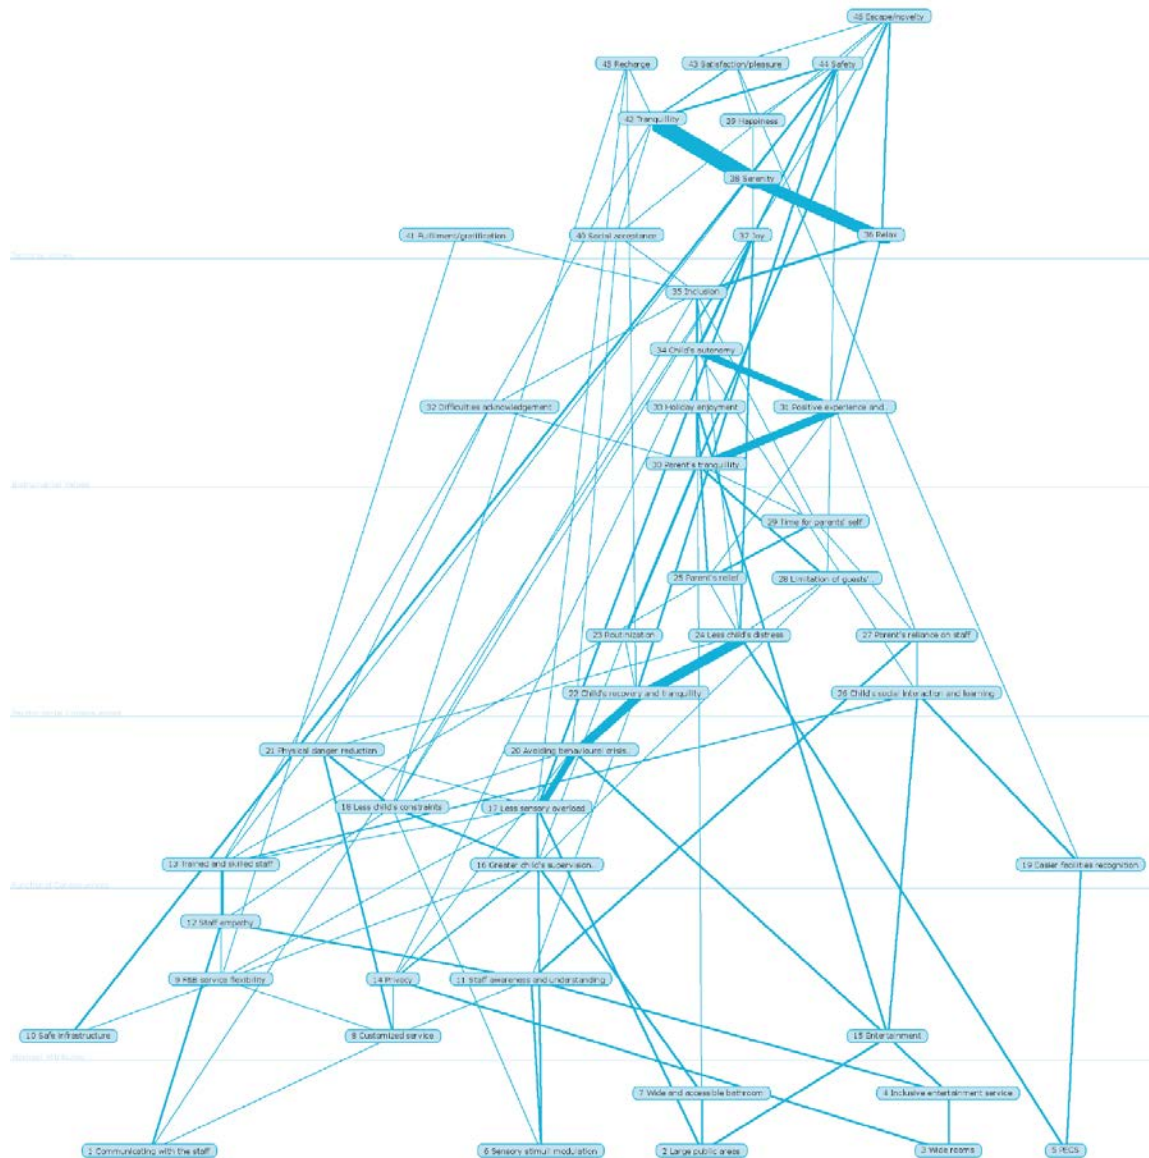 46 Escape/novelty
45 Recharge
43 Satisfaction/pleasure
44 Safety
42 Tranquillity
39 Happiness
38 Serenity
41 Fulfilment/gratification
40 Social acceptance
37 Joy
36 Relax
35 Inclusion
34 Child's autonomy
32 Difficulties acknowledgement
33 Holiday enjoyment
31 Positive experience and...
30 Parent's tranquillity
29 Time for parents' self
25 Parent's relief
28 Limitation of guests'...
23 Routinization
24 Less child's distress
27 Parent's reliance on staff
22 Child's recovery and tranquility
26 Child's social interaction and learning
21 Physical danger reduction
20 Avoiding behavioural crisis...
18 Less child's constraints
17 Less sensory overload
13 Trained and skilled staff
16 Greater child's supervision...
19 Easier facilities recognition
12 Staff empathy
9 F&B service flexibility
14 Privacy
11 Staff awareness and understanding
10 Safe infrastructure
8 Customized service
15 Entertainment
7 Wide and accessible bathroom
4 Inclusive entertainment service
1 Communicating with the staff
6 Sensory stimuli modulation
2 Large public areas
3 Wide rooms
5 PECS